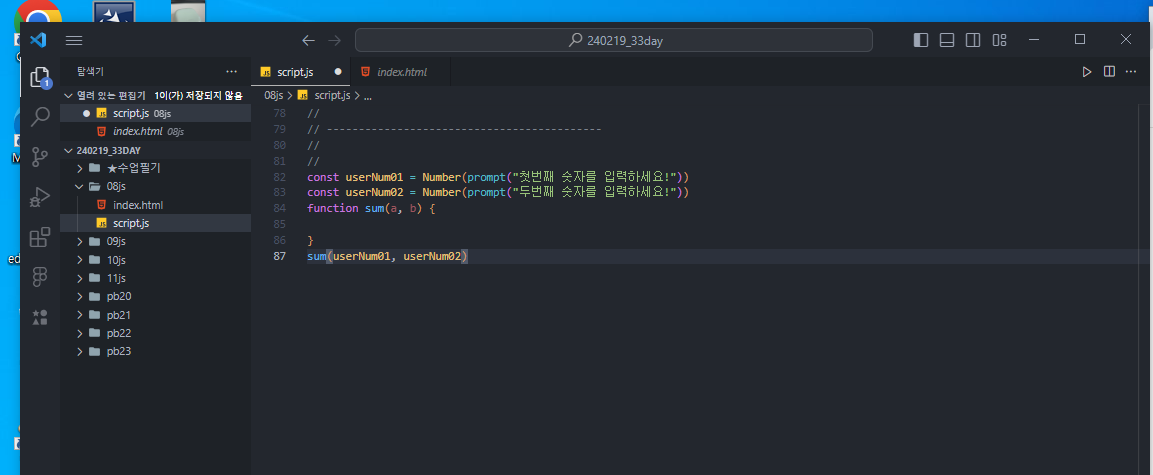 240219_33day
탐색기
script.js
index.html
열려 있는 편집기 1이(가) 저장되지 않음
08js > script.js > ...
script.js 08js
index.html 08js
240219_33DAY
★수업필기
08js
index.html
script.js
09js
10js
11js
pb20
pb21
pb22
pb23
1
78 //
79 // -------------------------------------------
80 //
81 //
82 const userNum01 = Number(prompt("첫번째 숫자를 입력하세요!"))
83 const userNum02 = Number(prompt("두번째 숫자를 입력하세요!"))
84 function sum(a, b) {
85
86 }
87 sum(userNum01, userNum02)